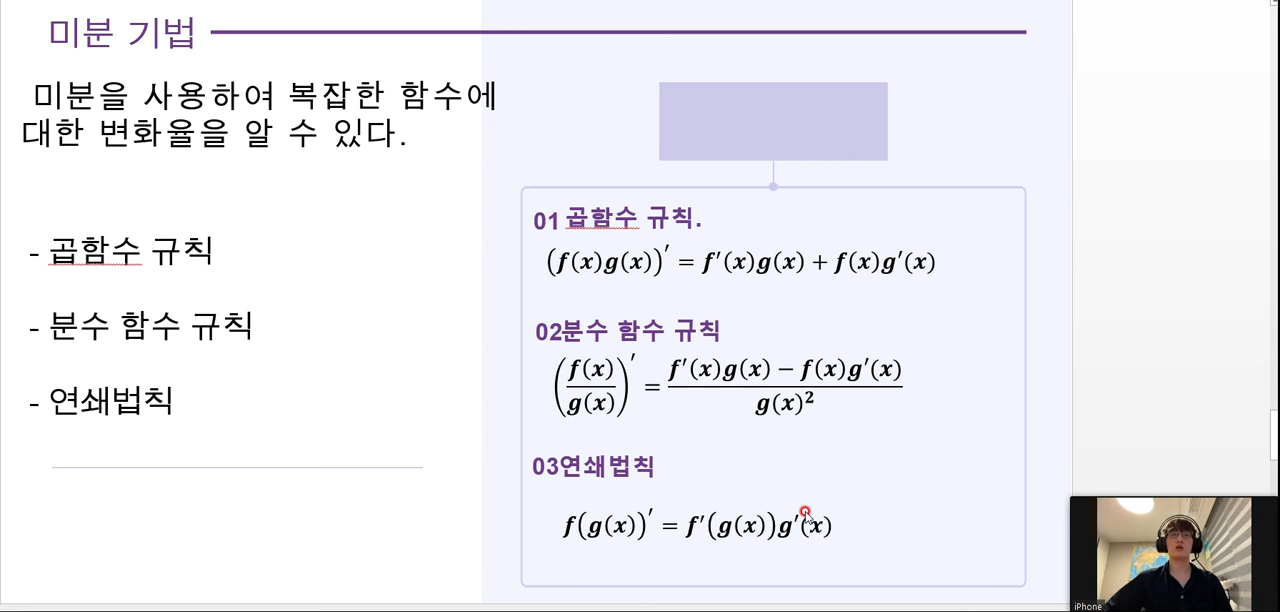 미분 기법
미분을 사용하여 복잡한 함수에
대한 변화율을 알 수 있다.
- 곱함수 규칙
- 분수 함수 규칙
- 연쇄법칙
01 곱함수 규칙.
(f(x)g(x))′ = f′(x)g(x) + f(x)g′(x)
02분수 함수 규칙
(f(x)/g(x))′ = (f′(x)g(x) − f(x)g′(x))/g(x)²
03연쇄법칙
f(g(x))′ = f′(g(x))g′(x)
iPhone